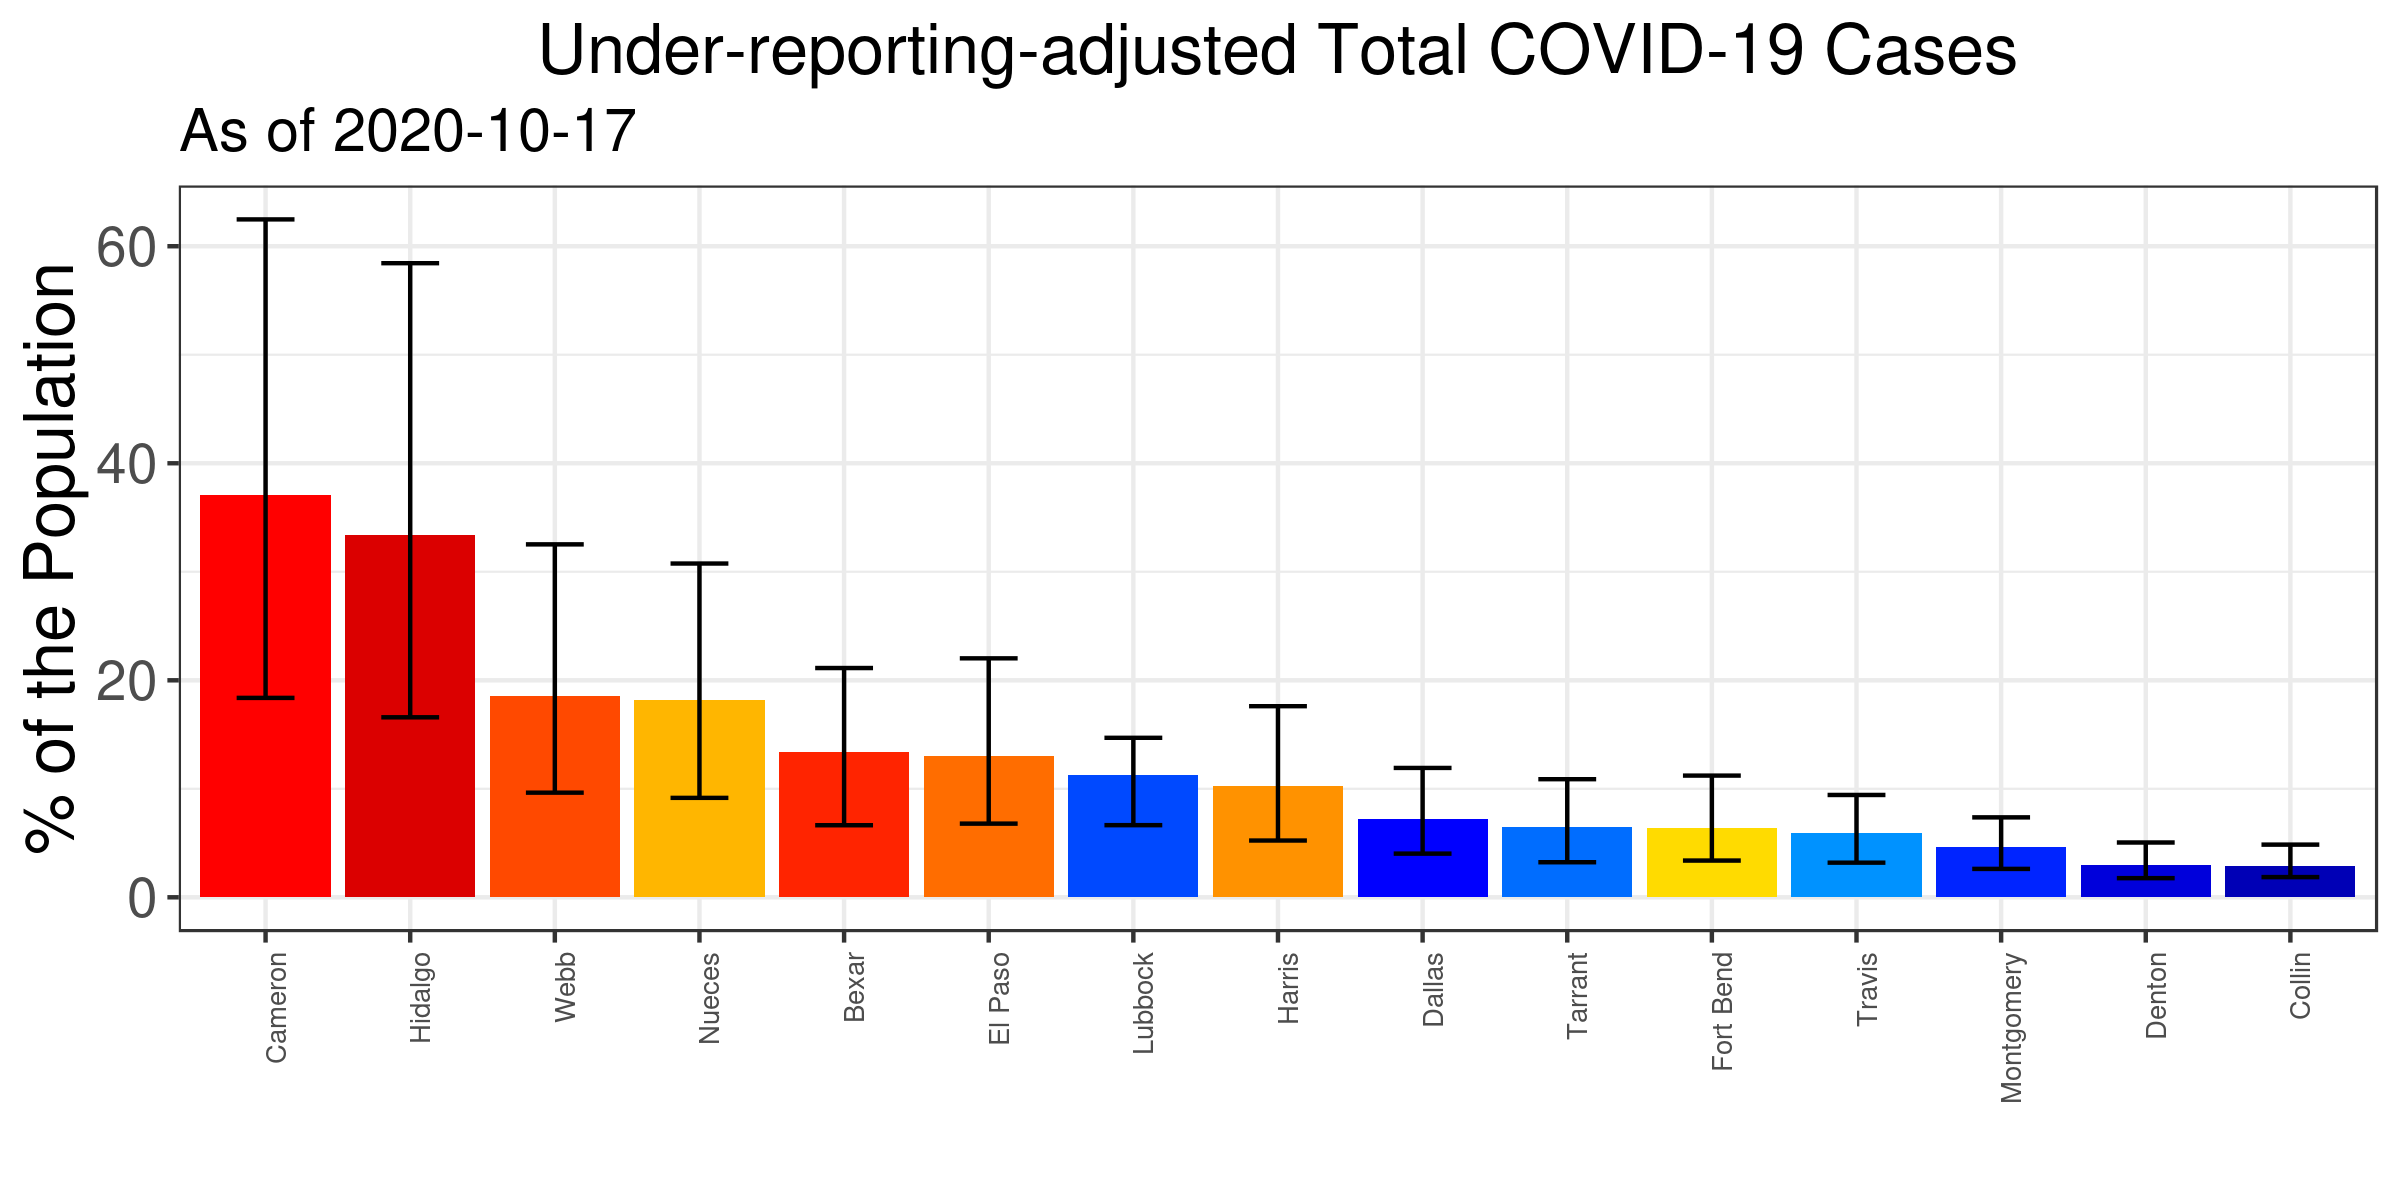 Under-reporting-adjusted Total COVID-19 Cases
As of 2020-10-17
% of the Population
60
40
20
0
Cameron
Hidalgo
Webb
Nueces
Bexar
El Paso
Lubbock
Harris
Dallas
Tarrant
Fort Bend
Travis
Montgomery
Denton
Collin